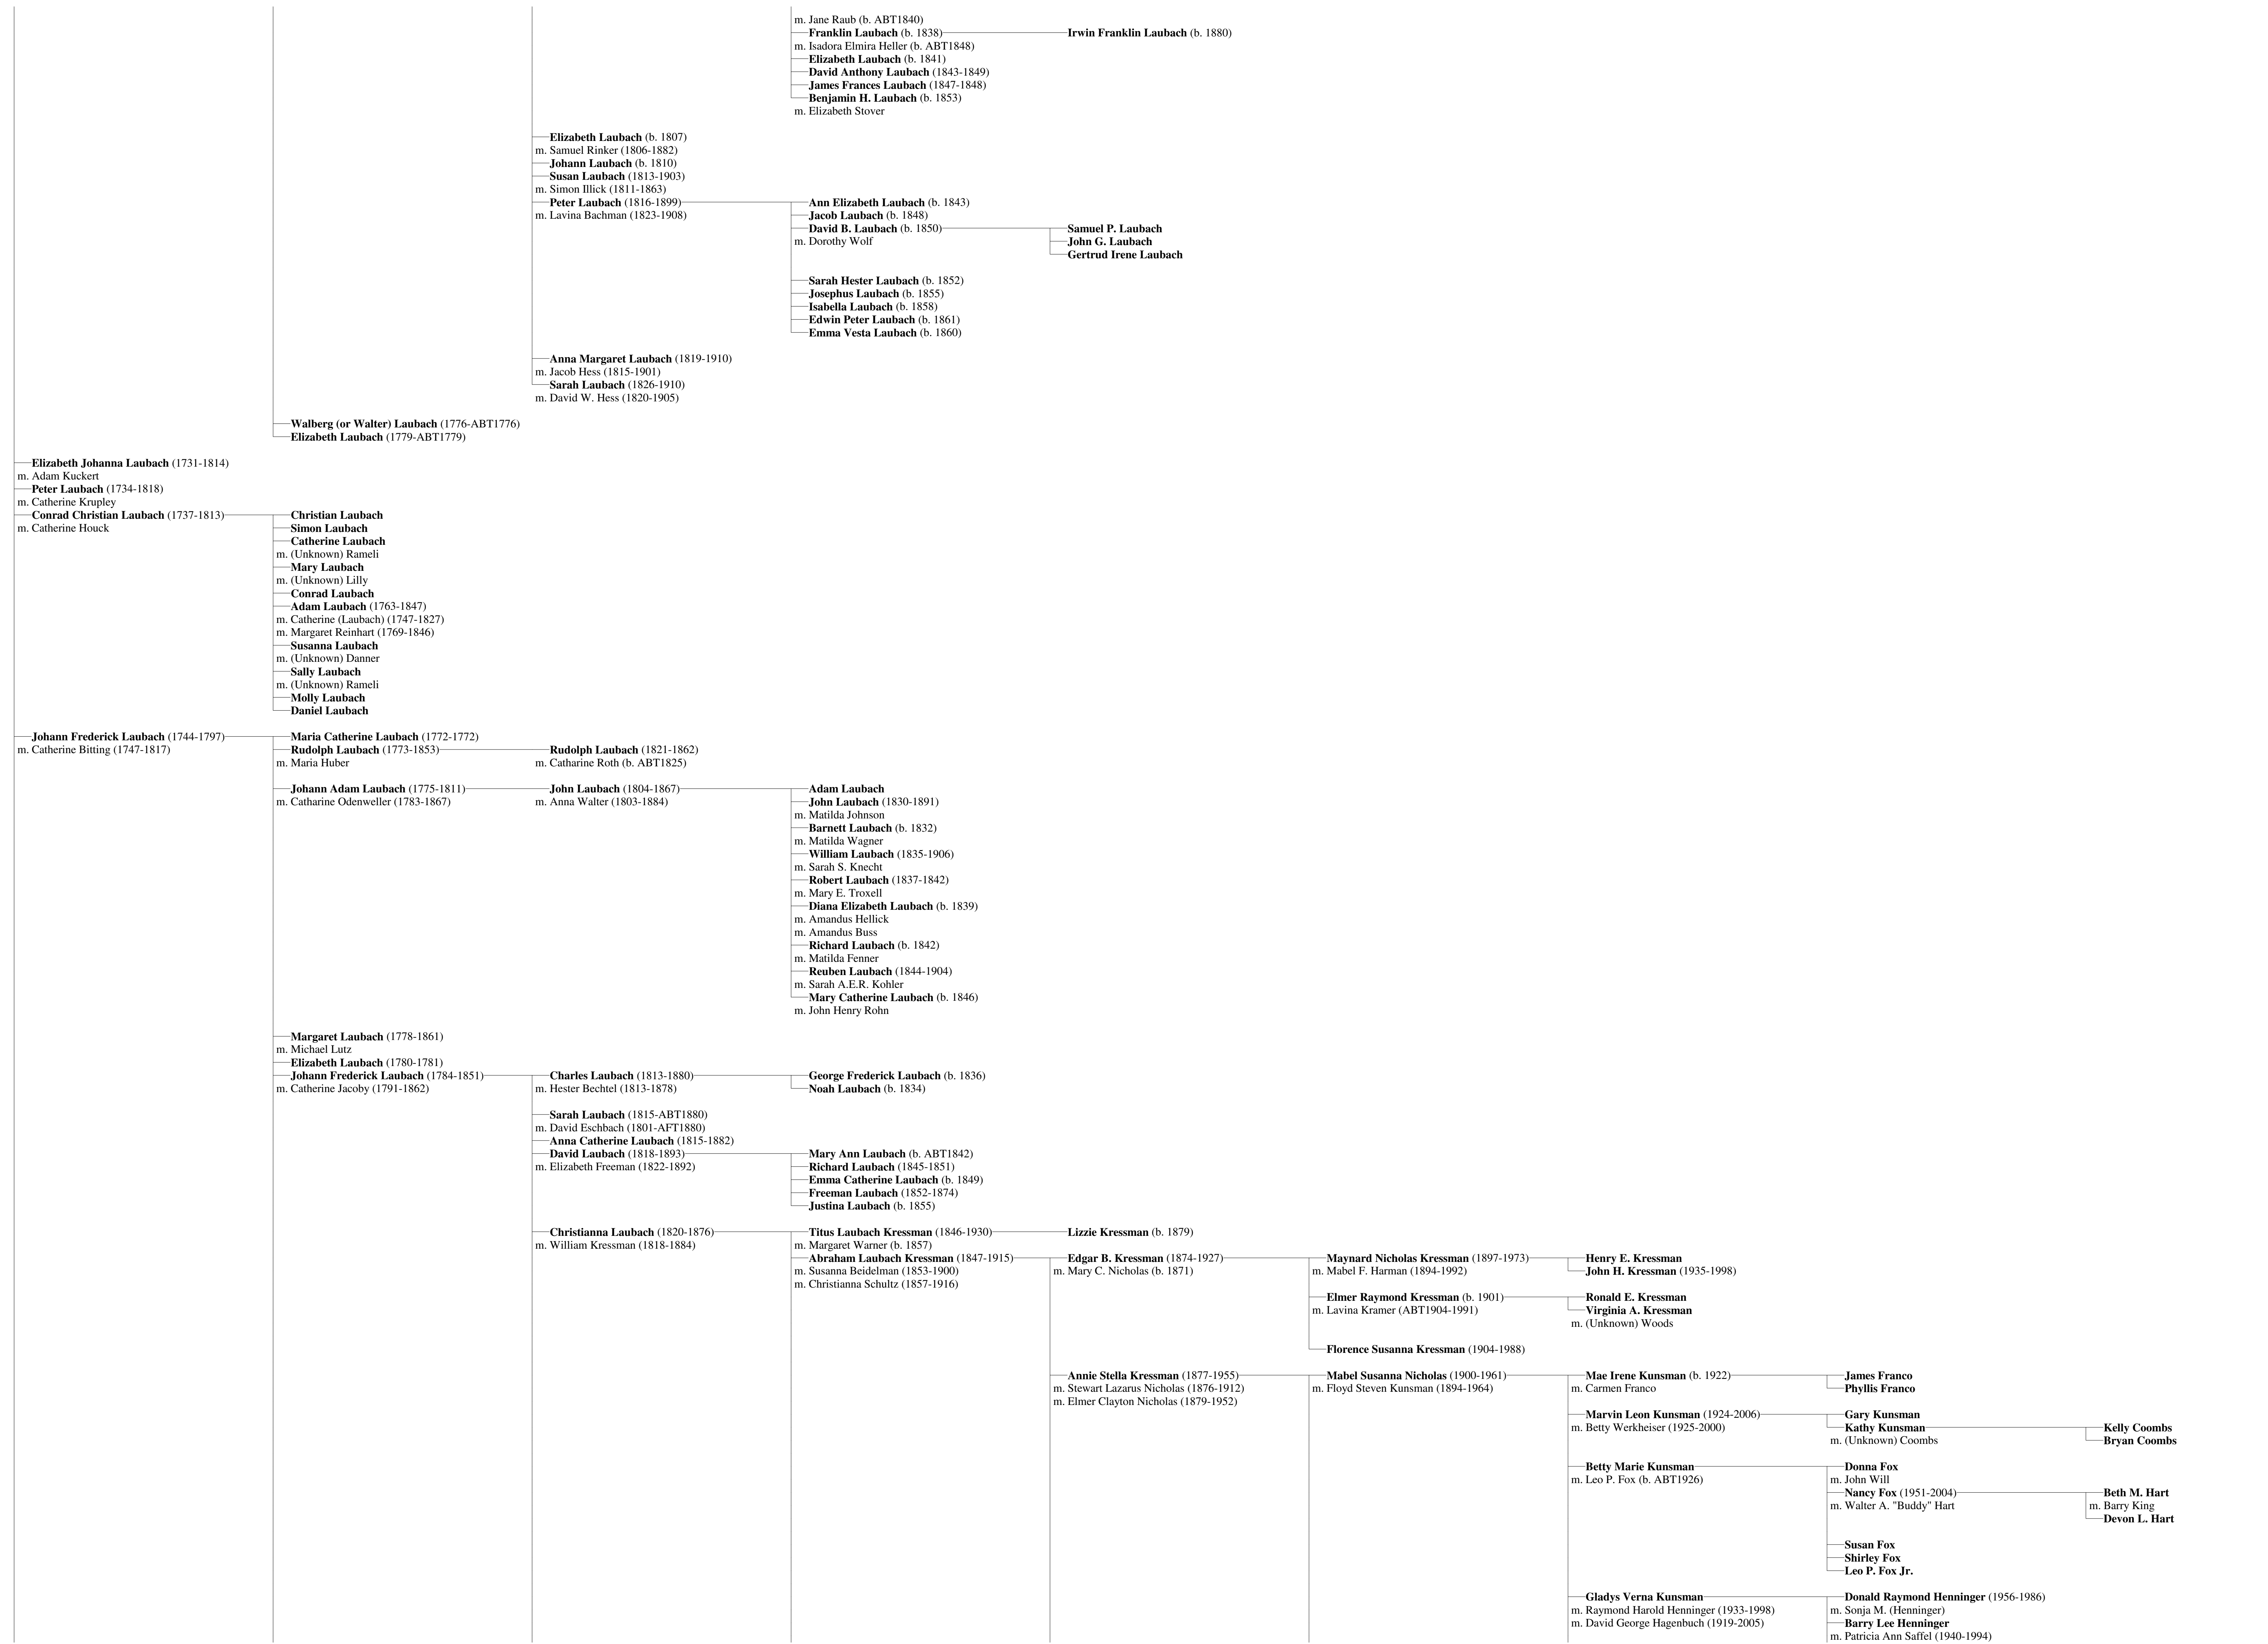 m. Jane Raub (b. ABT1840)
Franklin Laubach (b. 1838) Irwin Franklin Laubach (b. 1880)
m. Isadora Elmira Heller (b. ABT1848)
Elizabeth Laubach (b. 1841)
David Anthony Laubach (1843-1849)
James Frances Laubach (1847-1848)
Benjamin H. Laubach (b. 1853)
m. Elizabeth Stover
Elizabeth Laubach (b. 1807)
m. Samuel Rinker (1806-1882)
Johann Laubach (b. 1810)
Susan Laubach (1813-1903)
m. Simon Illick (1811-1863)
Peter Laubach (1816-1899) Ann Elizabeth Laubach (b. 1843)
m. Lavina Bachman (1823-1908) Jacob Laubach (b. 1848)
David B. Laubach (b. 1850) Samuel P. Laubach
m. Dorothy Wolf John G. Laubach
Gertrud Irene Laubach
Sarah Hester Laubach (b. 1852)
Josephus Laubach (b. 1855)
Isabella Laubach (b. 1858)
Edwin Peter Laubach (b. 1861)
Emma Vesta Laubach (b. 1860)
Anna Margaret Laubach (1819-1910)
m. Jacob Hess (1815-1901)
Sarah Laubach (1826-1910)
m. David W. Hess (1820-1905)
Walberg (or Walter) Laubach (1776-ABT1776)
Elizabeth Laubach (1779-ABT1779)
Elizabeth Johanna Laubach (1731-1814)
m. Adam Kuckert
Peter Laubach (1734-1818)
m. Catherine Krupley
Conrad Christian Laubach (1737-1813) Christian Laubach
m. Catherine Houck Simon Laubach
Catherine Laubach
m. (Unknown) Rameli
Mary Laubach
m. (Unknown) Lilly
Conrad Laubach
Adam Laubach (1763-1847)
m. Catherine (Laubach) (1747-1827)
m. Margaret Reinhart (1769-1846)
Susanna Laubach
m. (Unknown) Danner
Sally Laubach
m. (Unknown) Rameli
Molly Laubach
Daniel Laubach
Johann Frederick Laubach (1744-1797) Maria Catherine Laubach (1772-1772)
m. Catherine Bitting (1747-1817) Rudolph Laubach (1773-1853) Rudolph Laubach (1821-1862)
m. Maria Huber m. Catharine Roth (b. ABT1825)
Johann Adam Laubach (1775-1811) John Laubach (1804-1867) Adam Laubach
m. Catharine Odenweller (1783-1867) m. Anna Walter (1803-1884) John Laubach (1830-1891)
m. Matilda Johnson
Barnett Laubach (b. 1832)
m. Matilda Wagner
William Laubach (1835-1906)
m. Sarah S. Knecht
Robert Laubach (1837-1842)
m. Mary E. Troxell
Diana Elizabeth Laubach (b. 1839)
m. Amandus Hellick
m. Amandus Buss
Richard Laubach (b. 1842)
m. Matilda Fenner
Reuben Laubach (1844-1904)
m. Sarah A.E.R. Kohler
Mary Catherine Laubach (b. 1846)
m. John Henry Rohn
Margaret Laubach (1778-1861)
m. Michael Lutz
Elizabeth Laubach (1780-1781)
Johann Frederick Laubach (1784-1851) Charles Laubach (1813-1880) George Frederick Laubach (b. 1836)
m. Catherine Jacoby (1791-1862) m. Hester Bechtel (1813-1878) Noah Laubach (b. 1834)
Sarah Laubach (1815-ABT1880)
m. David Eschbach (1801-AFT1880)
Anna Catherine Laubach (1815-1882)
David Laubach (1818-1893) Mary Ann Laubach (b. ABT1842)
m. Elizabeth Freeman (1822-1892) Richard Laubach (1845-1851)
Emma Catherine Laubach (b. 1849)
Freeman Laubach (1852-1874)
Justina Laubach (b. 1855)
Christianna Laubach (1820-1876) Titus Laubach Kressman (1846-1930) Lizzie Kressman (b. 1879)
m. William Kressman (1818-1884) m. Margaret Warner (b. 1857)
Abraham Laubach Kressman (1847-1915) Edgar B. Kressman (1874-1927) Maynard Nicholas Kressman (1897-1973) Henry E. Kressman
m. Susanna Beidelman (1853-1900) m. Mary C. Nicholas (b. 1871) m. Mabel F. Harman (1894-1992) John H. Kressman (1935-1998)
m. Christianna Schultz (1857-1916)
Elmer Raymond Kressman (b. 1901) Ronald E. Kressman
m. Lavina Kramer (ABT1904-1991) Virginia A. Kressman
m. (Unknown) Woods
Florence Susanna Kressman (1904-1988)
Annie Stella Kressman (1877-1955) Mabel Susanna Nicholas (1900-1961) Mae Irene Kunsman (b. 1922) James Franco
m. Stewart Lazarus Nicholas (1876-1912) m. Floyd Steven Kunsman (1894-1964) m. Carmen Franco Phyllis Franco
m. Elmer Clayton Nicholas (1879-1952)
Marvin Leon Kunsman (1924-2006) Gary Kunsman
m. Betty Werkheiser (1925-2000) Kathy Kunsman Kelly Coombs
m. (Unknown) Coombs Bryan Coombs
Betty Marie Kunsman Donna Fox
m. Leo P. Fox (b. ABT1926) m. John Will
Nancy Fox (1951-2004) Beth M. Hart
m. Walter A. "Buddy" Hart m. Barry King
Devon L. Hart
Susan Fox
Shirley Fox
Leo P. Fox Jr.
Gladys Verna Kunsman Donald Raymond Henninger (1956-1986)
m. Raymond Harold Henninger (1933-1998) m. Sonja M. (Henninger)
m. David George Hagenbuch (1919-2005) Barry Lee Henninger
m. Patricia Ann Saffel (1940-1994)